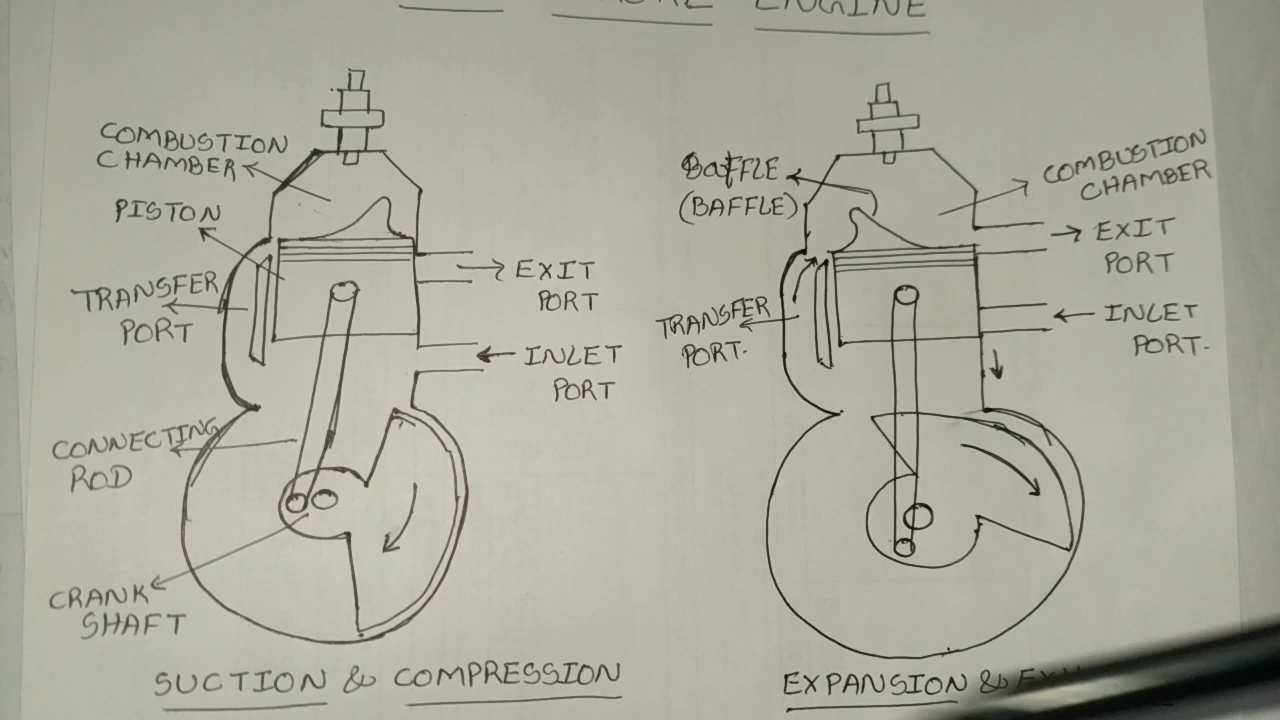 ENGINE
COMBUSTION
CHAMBER
PISTON
TRANSFER
PORT
CONNECTING
ROD
CRANK
SHAFT
EXIT
PORT
INLET
PORT
SUCTION & COMPRESSION
BaFFLE
(BAFFLE)
TRANSFER
PORT.
COMBUSTION
CHAMBER
EXIT
PORT
INLET
PORT.
EXPANSION &